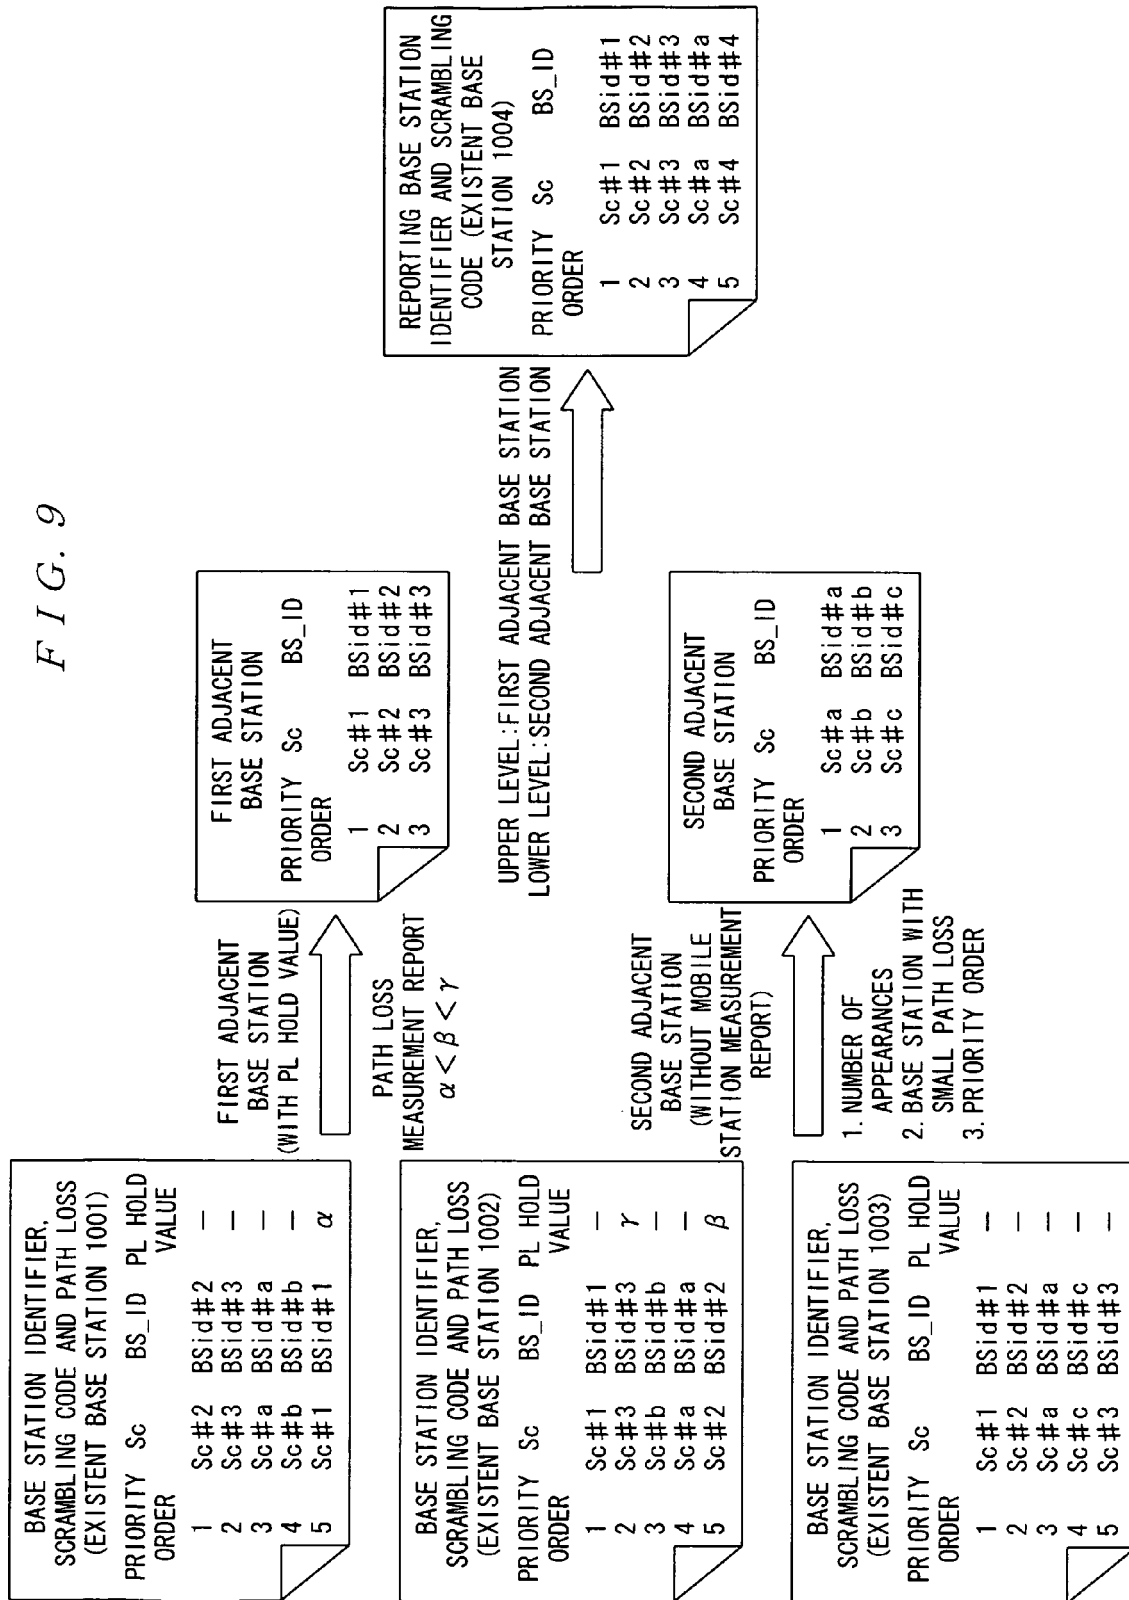 FIG. 9
BASE STATION IDENTIFIER,
SCRAMBLING CODE AND PATH LOSS
(EXISTENT BASE STATION 1001)
PRIORITY Sc BS_ID PL HOLD
ORDER VALUE
1 Sc#2 BSid#2 —
2 Sc#3 BSid#3 —
3 Sc#a BSid#a —
4 Sc#b BSid#b —
5 Sc#1 BSid#1 α
BASE STATION IDENTIFIER,
SCRAMBLING CODE AND PATH LOSS
(EXISTENT BASE STATION 1002)
PRIORITY Sc BS_ID PL HOLD
ORDER VALUE
1 Sc#1 BSid#1 —
2 Sc#3 BSid#3 γ
3 Sc#b BSid#b —
4 Sc#a BSid#a —
5 Sc#2 BSid#2 β
BASE STATION IDENTIFIER,
SCRAMBLING CODE AND PATH LOSS
(EXISTENT BASE STATION 1003)
PRIORITY Sc BS_ID PL HOLD
ORDER VALUE
1 Sc#1 BSid#1 —
2 Sc#2 BSid#2 —
3 Sc#a BSid#a —
4 Sc#c BSid#c —
5 Sc#3 BSid#3 —
FIRST ADJACENT
BASE STATION
(WITH PL HOLD VALUE)
PATH LOSS
MEASUREMENT REPORT
α<β<γ
SECOND ADJACENT
BASE STATION
(WITHOUT MOBILE
STATION MEASUREMENT
REPORT)
1. NUMBER OF
APPEARANCES
2. BASE STATION WITH
SMALL PATH LOSS
3. PRIORITY ORDER
FIRST ADJACENT
BASE STATION
PRIORITY Sc BS_ID
ORDER
1 Sc#1 BSid#1
2 Sc#2 BSid#2
3 Sc#3 BSid#3
SECOND ADJACENT
BASE STATION
PRIORITY Sc BS_ID
ORDER
1 Sc#a BSid#a
2 Sc#b BSid#b
3 Sc#c BSid#c
UPPER LEVEL:FIRST ADJACENT BASE STATION
LOWER LEVEL:SECOND ADJACENT BASE STATION
REPORTING BASE STATION
IDENTIFIER AND SCRAMBLING
CODE (EXISTENT BASE
STATION 1004)
PRIORITY Sc BS_ID
ORDER
1 Sc#1 BSid#1
2 Sc#2 BSid#2
3 Sc#3 BSid#3
4 Sc#a BSid#a
5 Sc#4 BSid#4